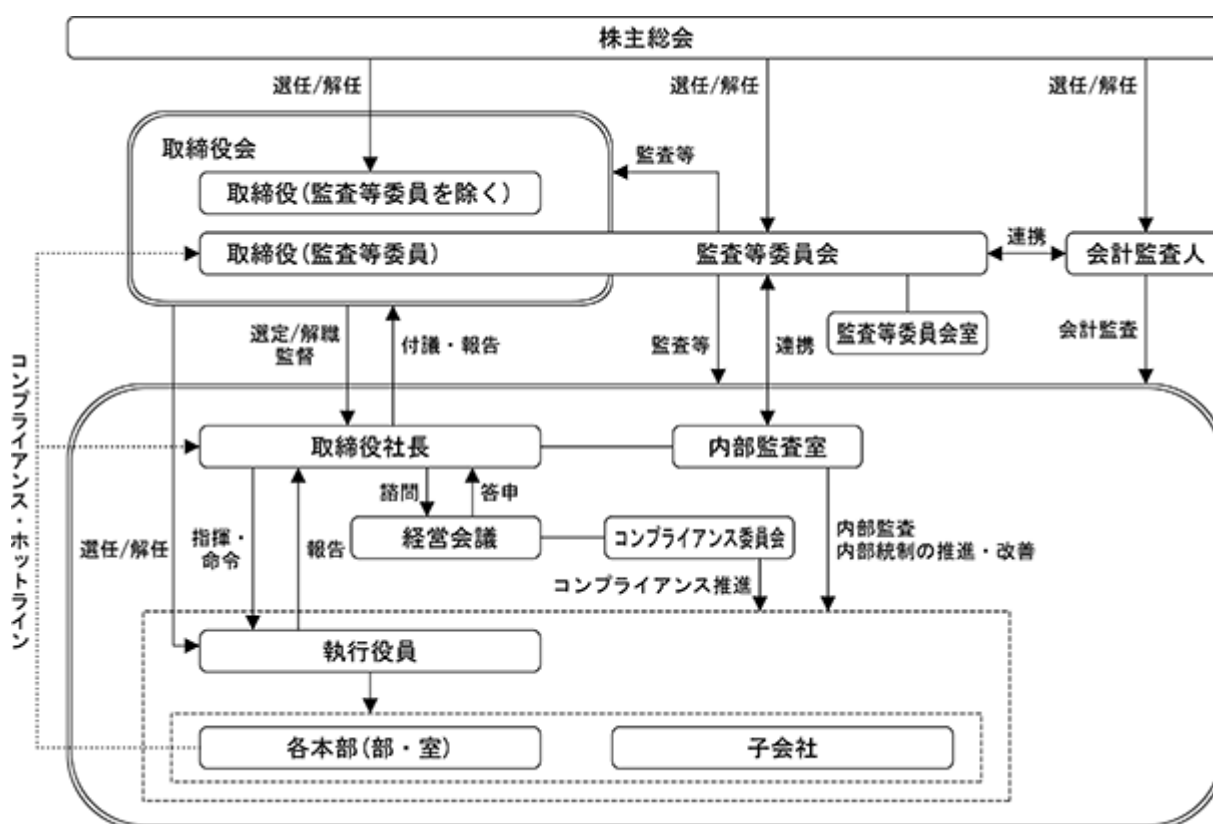 株主総会
選任/解任
選任/解任
選任/解任
取締役会
監査等
取締役(監査等委員を除く)
取締役(監査等委員)
監査等委員会
連携
会計監査人
監査等委員会室
選定/解職
監督
付議・報告
監査等
連携
会計監査
コンプライアンス・ホットライン
取締役社長
内部監査室
諮問
答申
経営会議
コンプライアンス委員会
選任/解任
指揮・
命令
報告
内部監査
内部統制の推進・改善
コンプライアンス推進
執行役員
各本部(部・室)
子会社